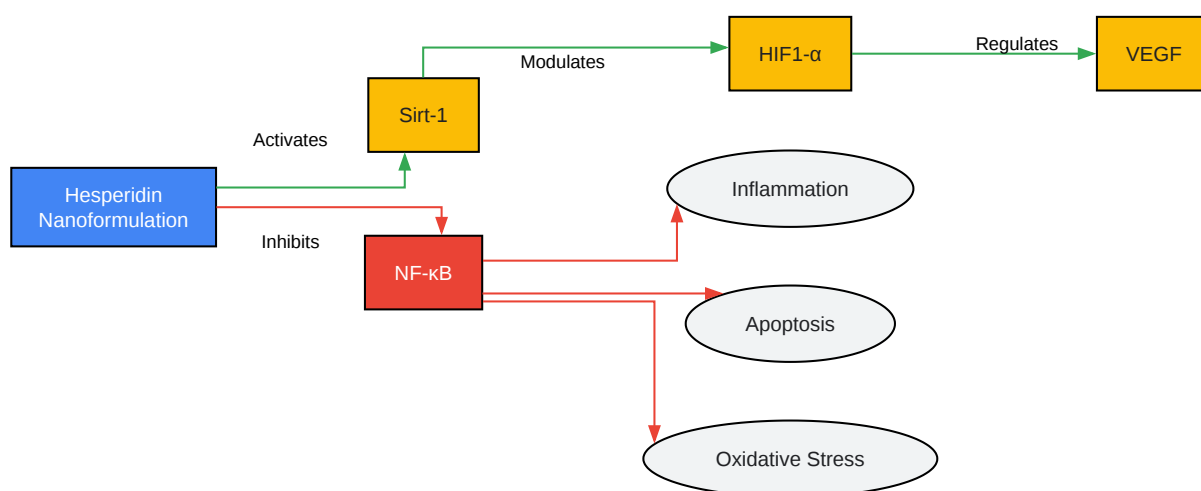 HIF1-α
Regulates
VEGF
Modulates
Sirt-1
Activates
Hesperidin
Nanoformulation
Inhibits
NF-κB
Inflammation
Apoptosis
Oxidative Stress